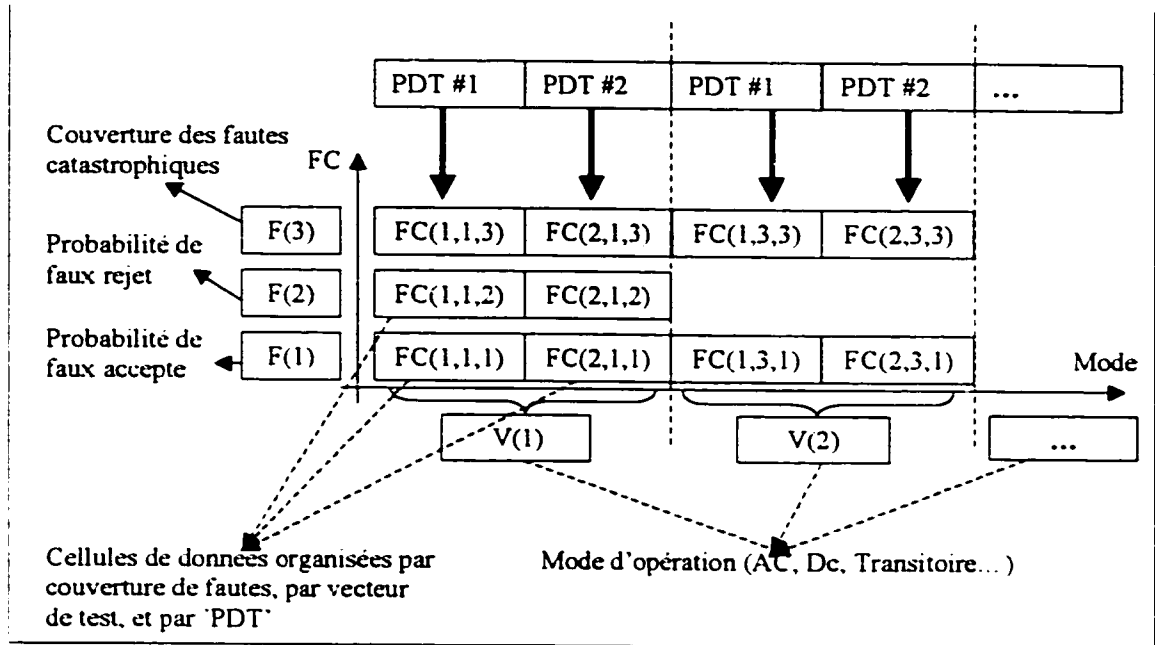 PDT #1 PDT #2 PDT #1 PDT #2 ...
Couverture des fautes
catastrophiques
FC
F(3) FC(1,1,3) FC(2,1,3) FC(1,3,3) FC(2,3,3)
Probabilité de
faux rejet
F(2) FC(1,1,2) FC(2,1,2)
Probabilité de
faux accepte
F(1) FC(1,1,1) FC(2,1,1) FC(1,3,1) FC(2,3,1)
Mode
V(1) V(2) ...
Cellules de données organisées par
couverture de fautes, par vecteur
de test, et par 'PDT'
Mode d'opération (AC, Dc, Transitoire... )